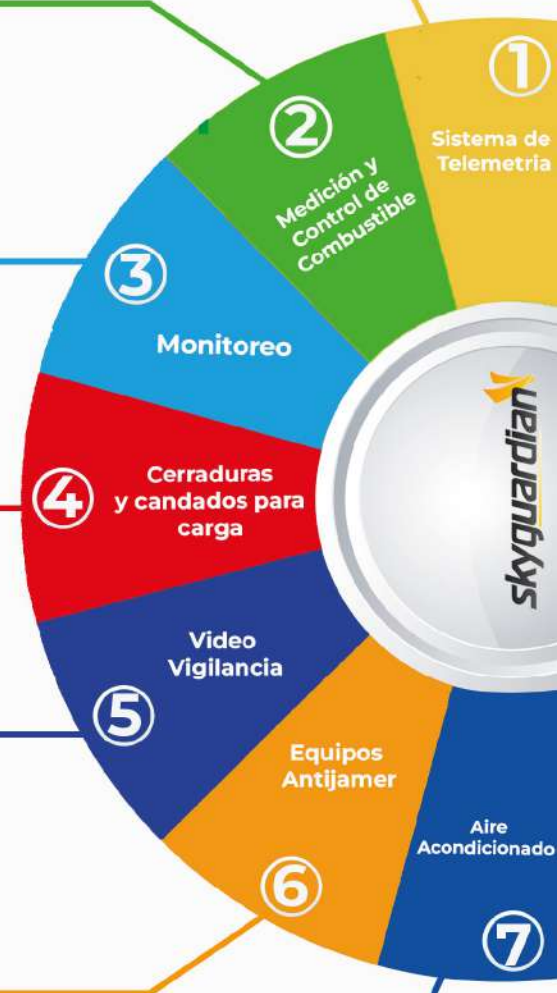 1
Sistema de
Telemetria
2
Medición y
Control de
Combustible
3
Monitoreo
4
Cerraduras
y candados para
carga
5
Video
Vigilancia
6
Equipos
Antijamer
7
Aire
Acondicionado
skyguardian